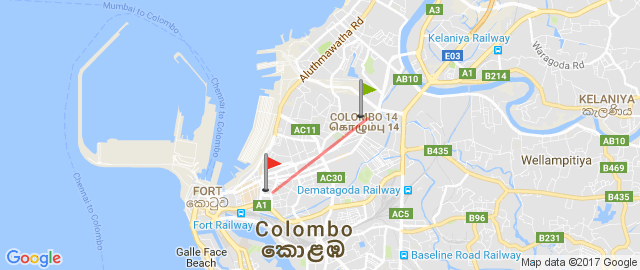 Mumbai to Colombo
Aluthmawatha Rd
Kelaniya Railway
E03
Waragoda Rd
A1
AB10
B214
Chennai to Colombo
KELANIYA
කැලණිය
COLOMBO 14
கொழும்பு 14
AC11
B435
Wellampitiya
B469
AC30
Dematagoda Railway
B435
FORT
කොටුව
A1
AC5
B96
Fort Railway
Colombo
කොළඹ
B231
Chennai to Colombo
Galle Face
Beach
Baseline Road Railway
Google
Map data ©2017 Google